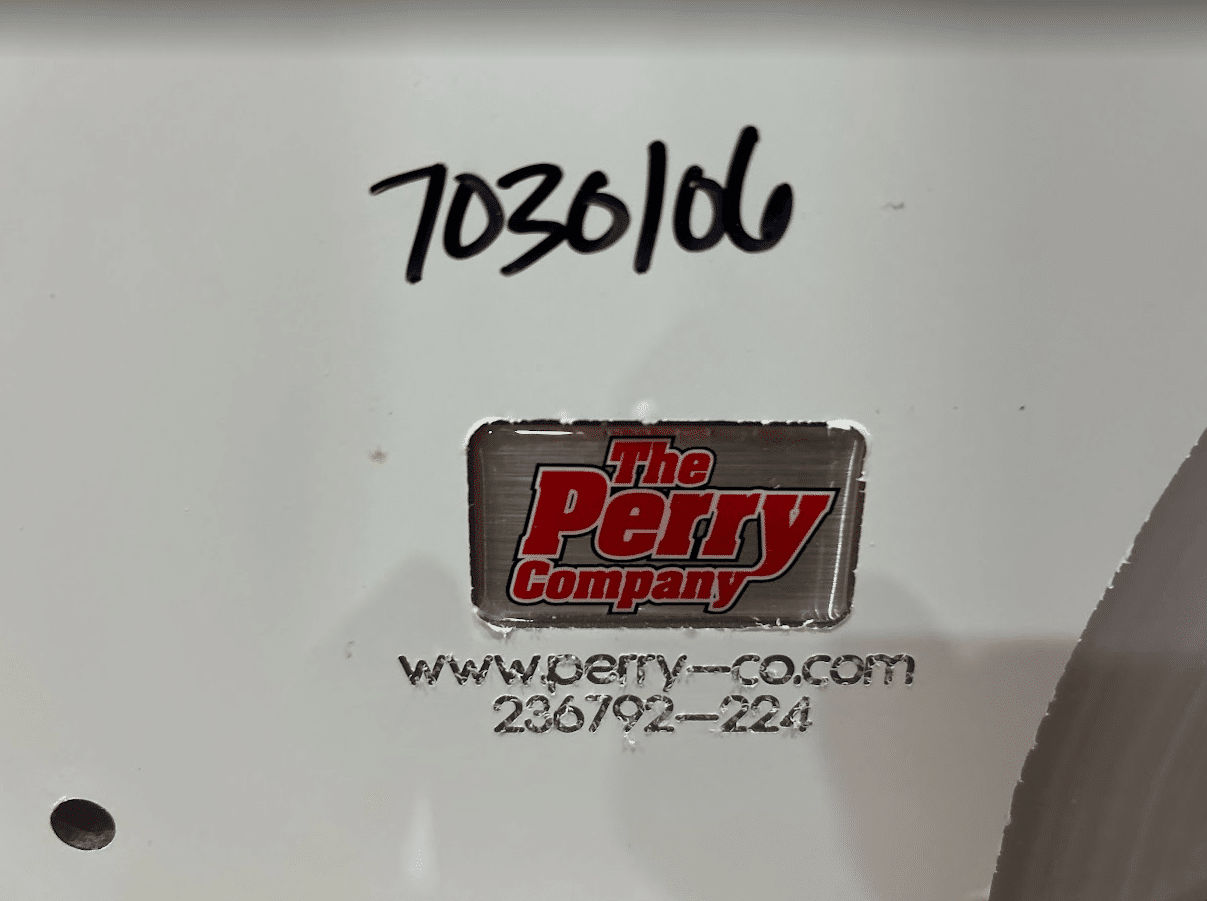 7030106
The
Perry
Company
www.perry-co.com
236792-224